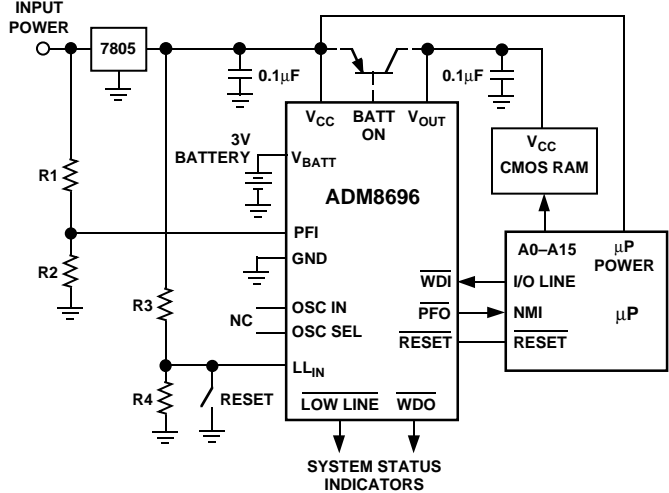 INPUT
POWER
7805
0.1μF
0.1μF
VCC
BATT
ON
VOUT
3V
BATTERY
VBATT
VCC
CMOS RAM
R1
ADM8696
PFI
GND
A0–A15
μP
POWER
R2
WDI
I/O LINE
R3
OSC IN
PFO
NMI
μP
NC
OSC SEL
RESET
RESET
LLIN
R4
RESET
LOW LINE
WDO
SYSTEM STATUS
INDICATORS